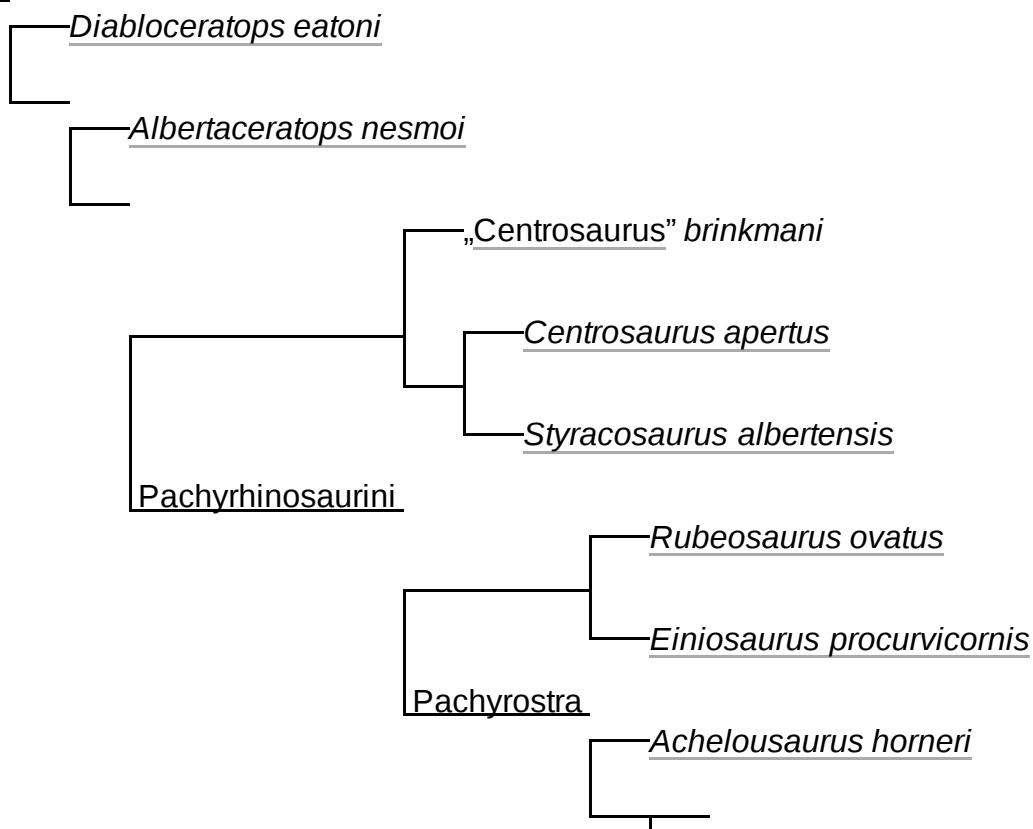 Diabloceratops eatoni
Albertaceratops nesmoi
„Centrosaurus” brinkmani
Centrosaurus apertus
Styracosaurus albertensis
Pachyrhinosaurini
Rubeosaurus ovatus
Einiosaurus procurvicornis
Pachyrostra
Achelousaurus horneri